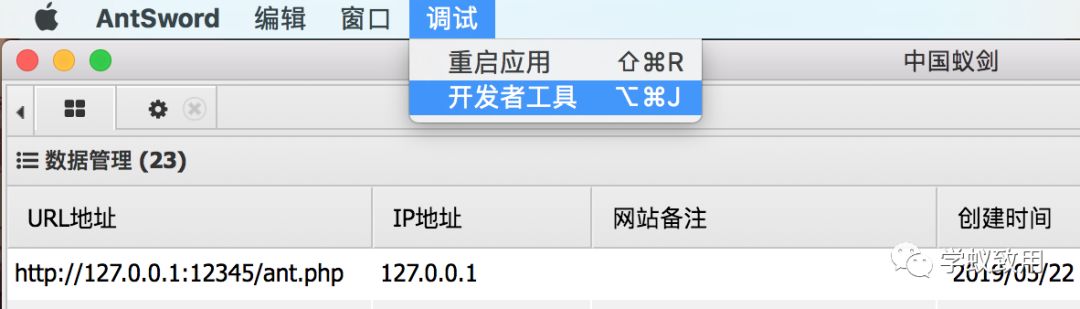 AntSword 编辑 窗口 调试
重启应用 ⇧⌘R
中国蚁剑
开发者工具 ⌥⌘J
数据管理 (23)
URL地址 IP地址 网站备注 创建时间
http://127.0.0.1:12345/ant.php 127.0.0.1 2019/05/22
学蚁致用